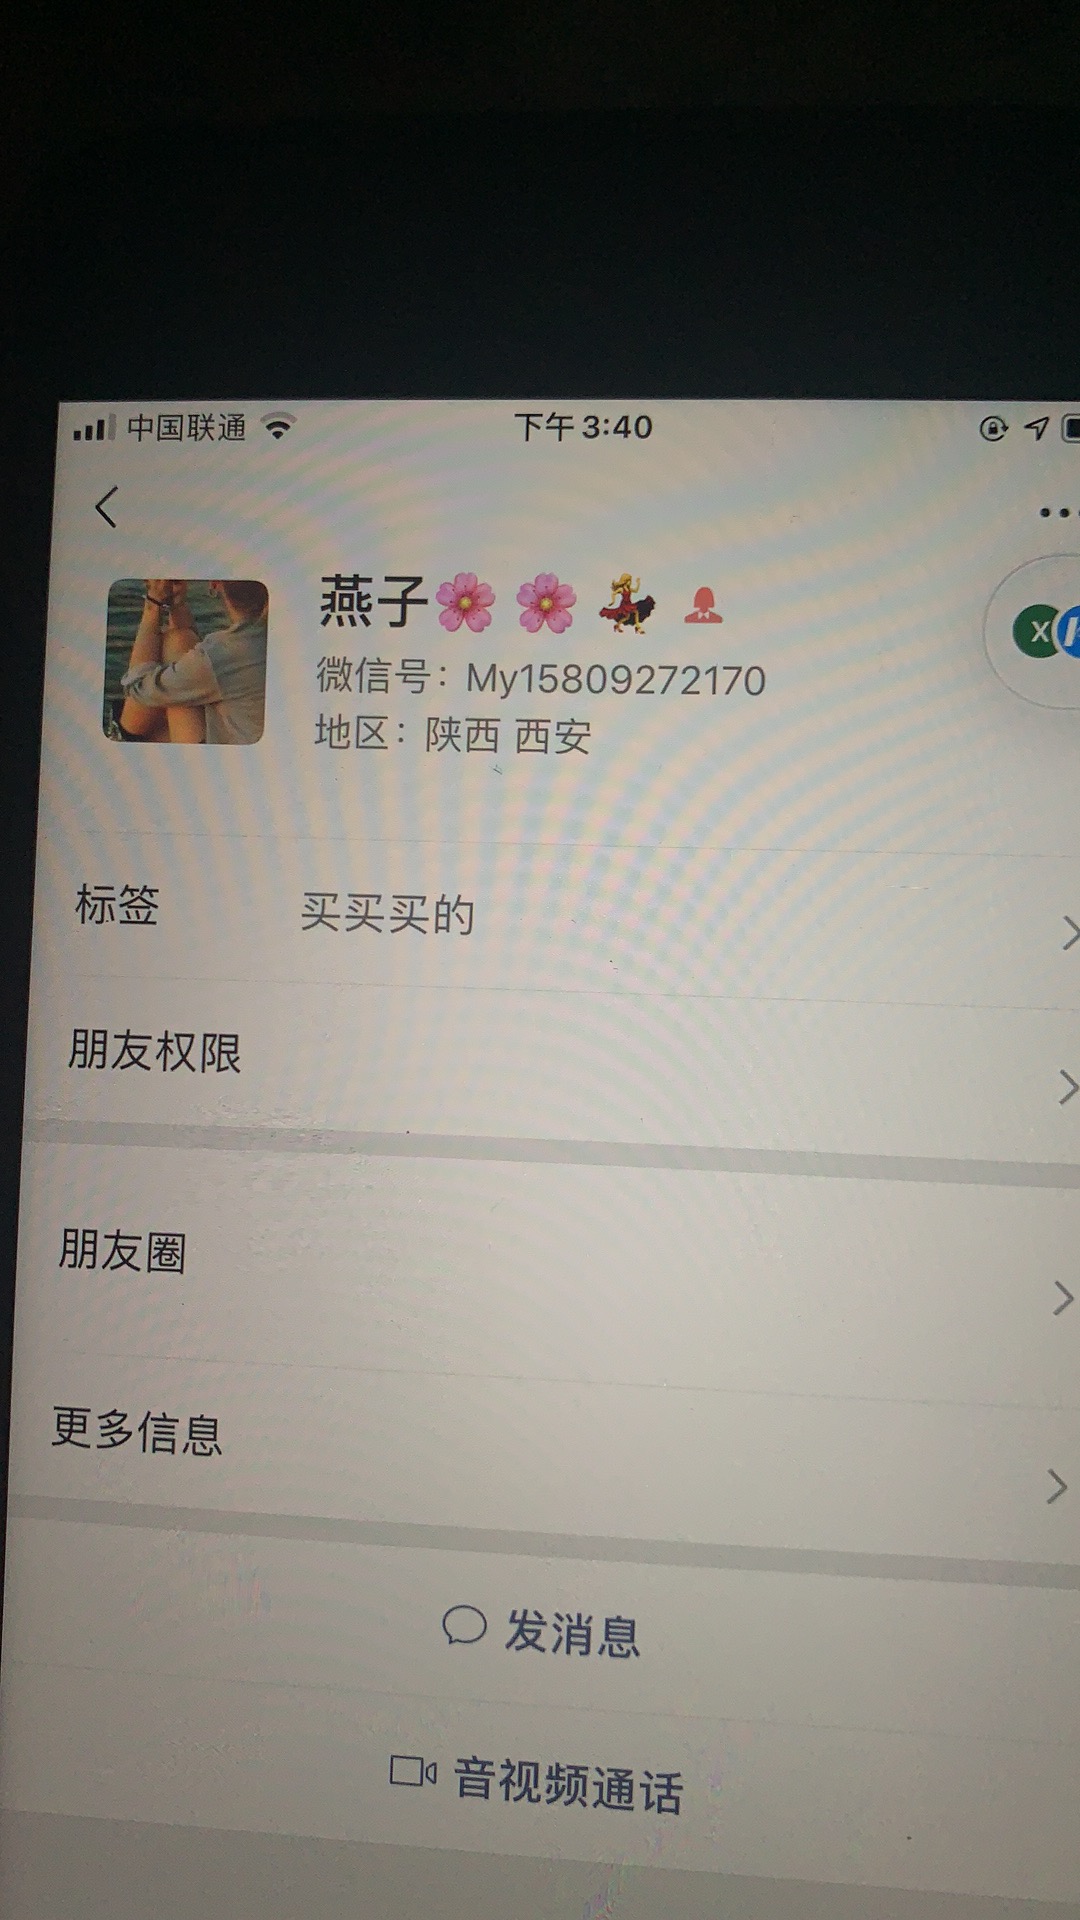 中国联通 下午3:40
燕子🌸 🌸 💃
微信号：My15809272170
X
地区：陕西 西安
标签 买买买的
朋友权限
朋友圈
更多信息
发消息
音视频通话